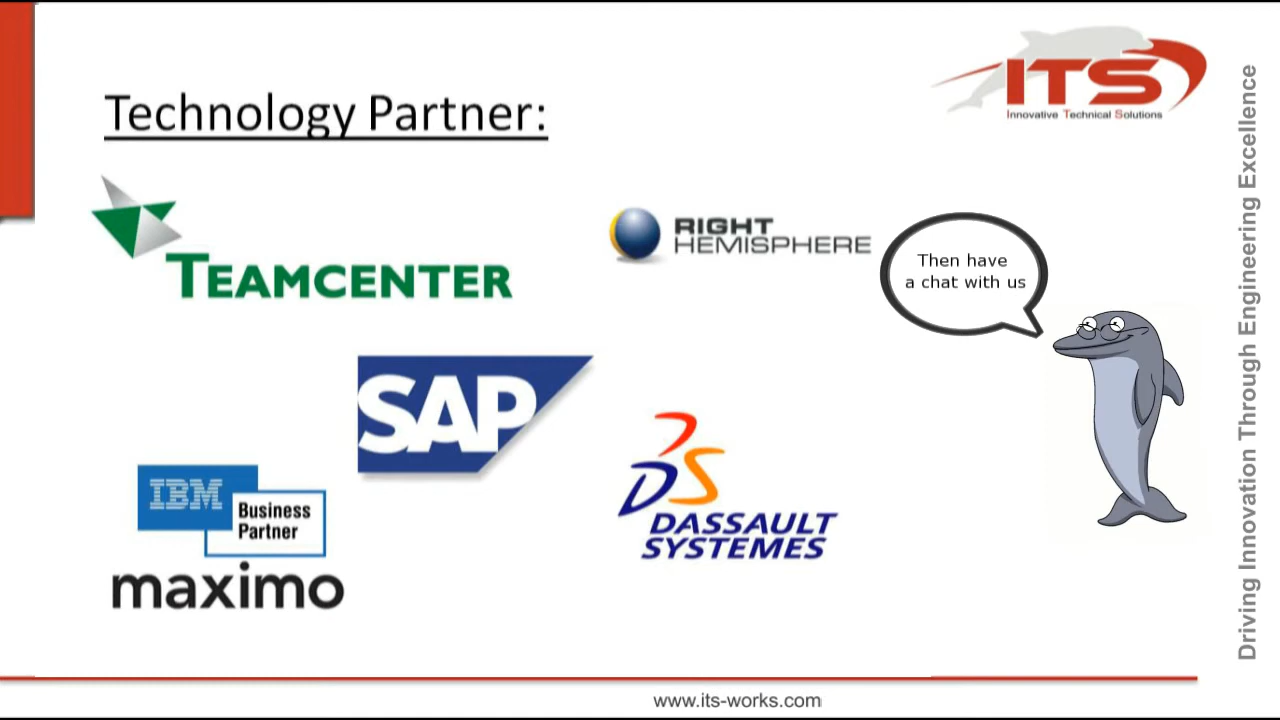 ITS
Innovative Technical Solutions
Technology Partner:
TEAMCENTER
RIGHT
HEMISPHERE
Then have
a chat with us
SAP
IBM
Business
Partner
maximo
DS
DASSAULT
SYSTEMES
Driving Innovation Through Engineering Excellence
www.its-works.com